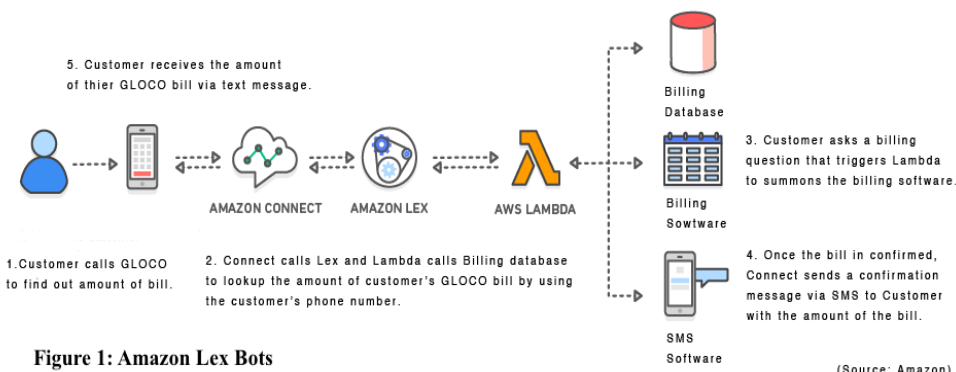 5. Customer receives the amount
of thier GLOCO bill via text message.
Billing
Database
3. Customer asks a billing
question that triggers Lambda
to summons the billing software.
AMAZON CONNECT
AMAZON LEX
AWS LAMBDA
Billing
Sowtware
1.Customer calls GLOCO
to find out amount of bill.
2. Connect calls Lex and Lambda calls Billing database
to lookup the amount of customer's GLOCO bill by using
the customer's phone number.
4. Once the bill in confirmed,
Connect sends a confirmation
message via SMS to Customer
with the amount of the bill.
SMS
Software
Figure 1: Amazon Lex Bots
(Source: Amazon)